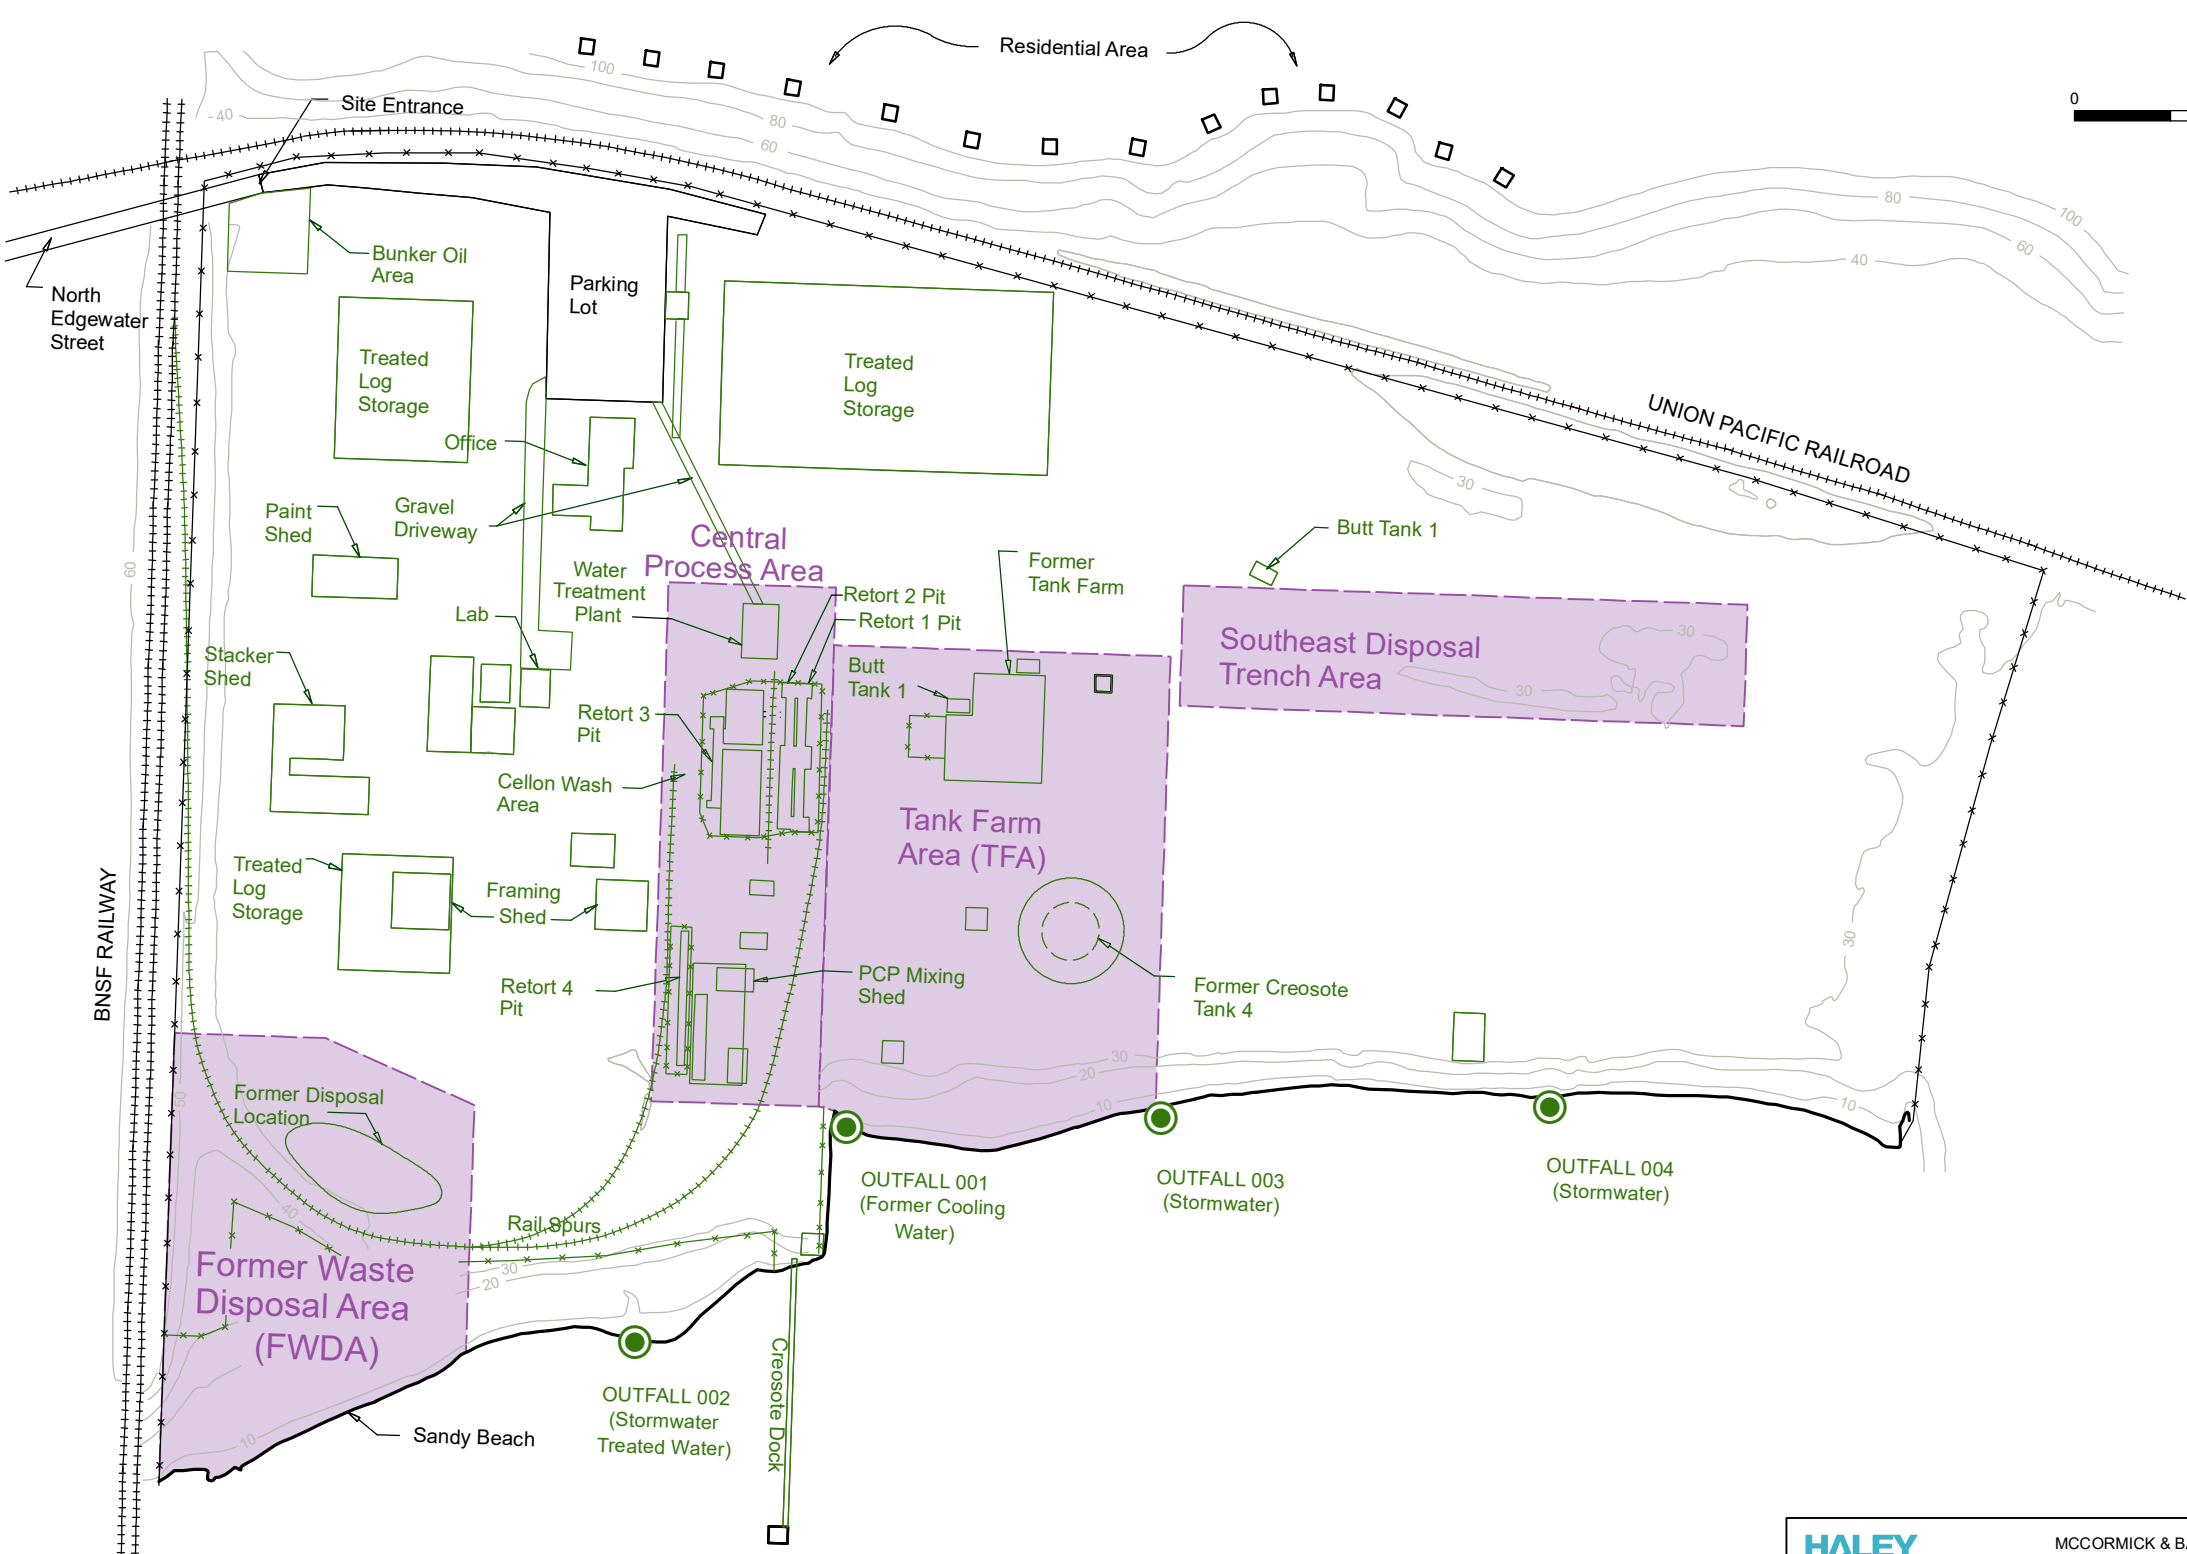 Residential Area
100
0
Site Entrance
40
80
60
80
100
60
40
North
Edgewater
Street
Bunker Oil
Area
Parking
Lot
Treated
Log
Storage
Treated
Log
Storage
UNION PACIFIC RAILROAD
Office
30
Gravel
Driveway
Paint
Shed
Central
Process Area
Butt Tank 1
Former
Tank Farm
60
Water
Treatment
Plant
Retort 2 Pit
Retort 1 Pit
Lab
Southeast Disposal
Trench Area
30
30
Stacker
Shed
Butt
Tank 1
Retort 3
Pit
Cellon Wash
Area
Tank Farm
Area (TFA)
Treated
Log
Storage
Framing
Shed
BNSF RAILWAY
30
Retort 4
Pit
PCP Mixing
Shed
Former Creosote
Tank 4
30
20
10
10
50
Former Disposal
Location
40
Rail Spurs
30
20
OUTFALL 001
(Former Cooling
Water)
OUTFALL 003
(Stormwater)
OUTFALL 004
(Stormwater)
Former Waste
Disposal Area
(FWDA)
OUTFALL 002
(Stormwater
Treated Water)
Creosote Dock
Sandy Beach
10
HALEY
MCCORMICK & BA